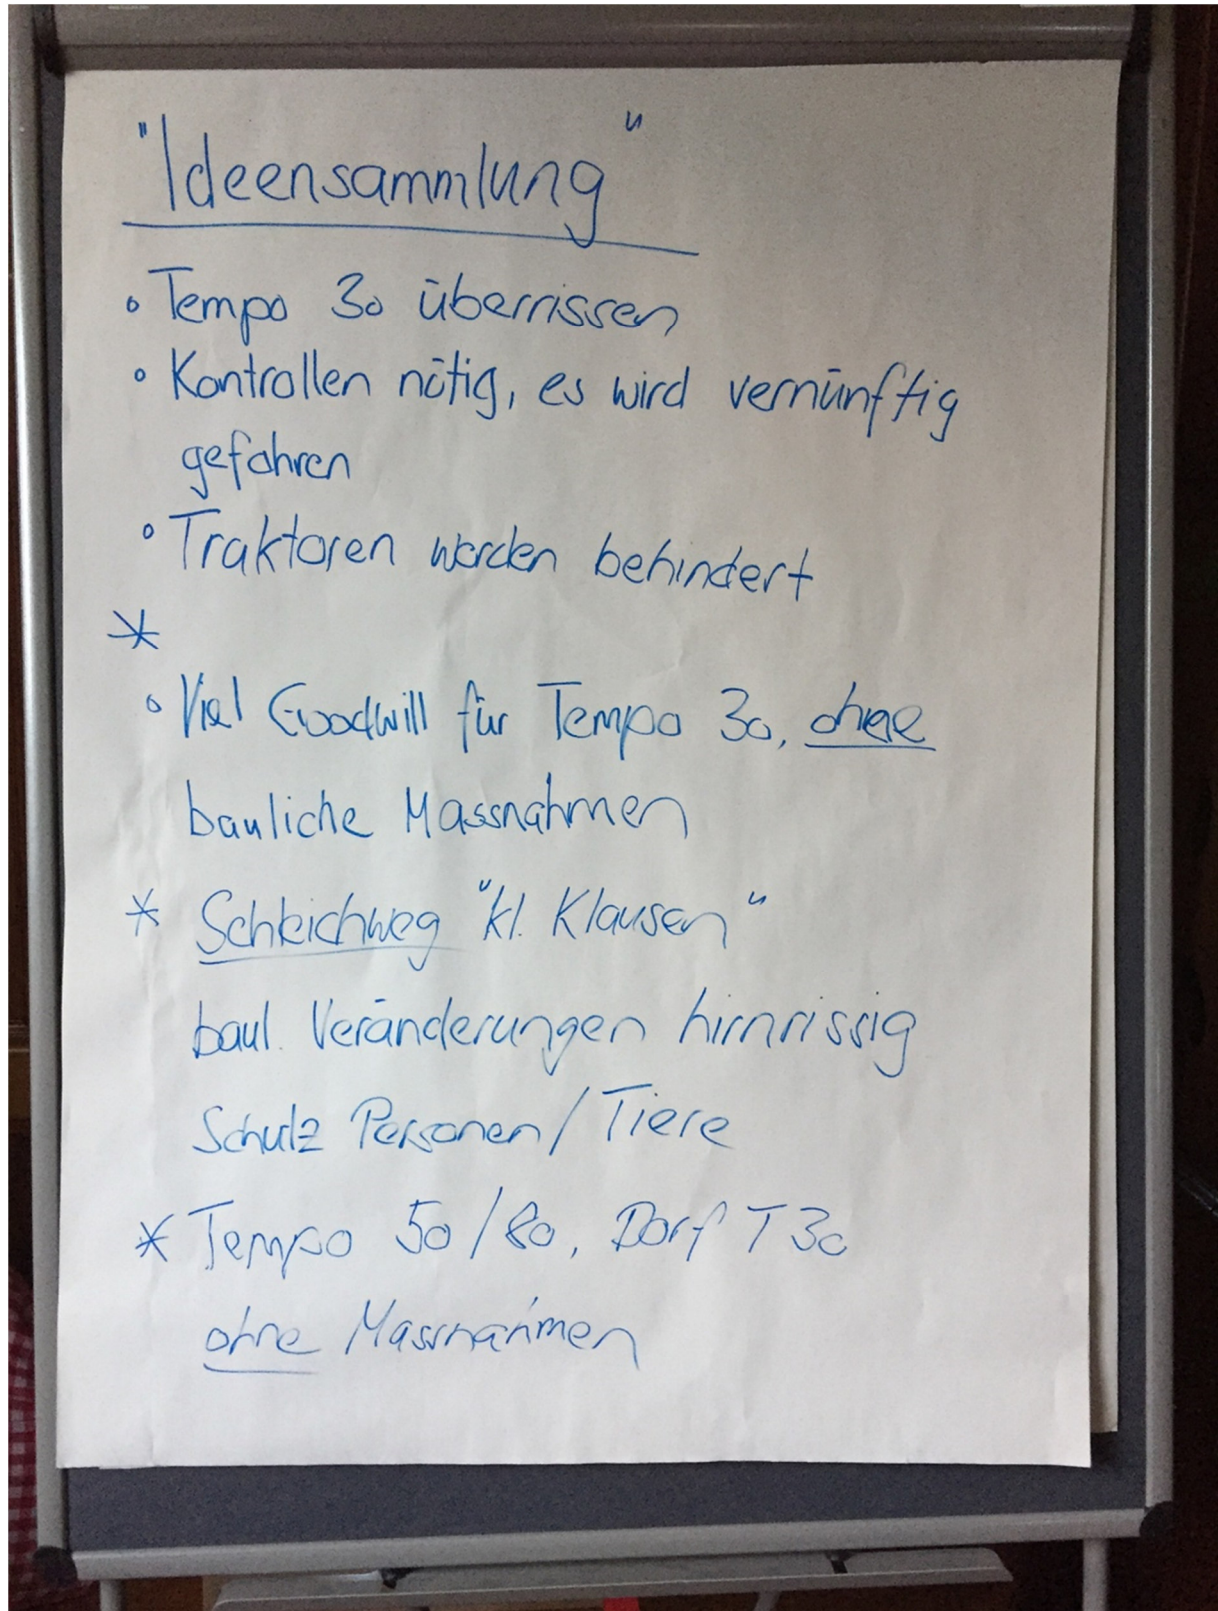 "Ideensammlung"
◦ Tempo 30 überrissen
◦ Kontrollen nötig, es wird vernünftig
gefahren
◦ Traktoren werden behindert
*
◦ Viel Goodwill für Tempo 30, ohne
bauliche Massnahmen
* Schleichweg "kl. Klausen"
baul. Veränderungen hirnrissig
Schutz Personen/Tiere
* Tempo 50/80, Dorf T 30
ohne Massnahmen